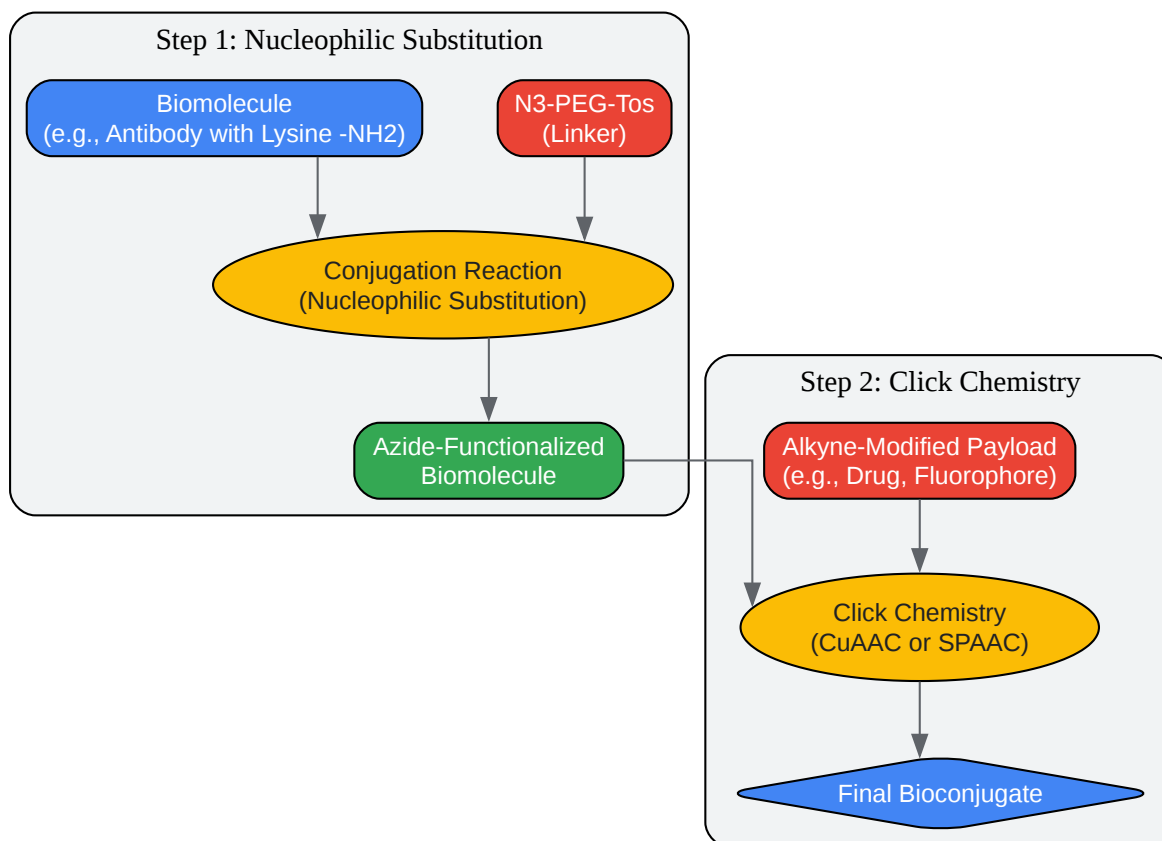 Step 1: Nucleophilic Substitution
Biomolecule
(e.g., Antibody with Lysine -NH2)
N3-PEG-Tos
(Linker)
Conjugation Reaction
(Nucleophilic Substitution)
Azide-Functionalized
Biomolecule
Step 2: Click Chemistry
Alkyne-Modified Payload
(e.g., Drug, Fluorophore)
Click Chemistry
(CuAAC or SPAAC)
Final Bioconjugate